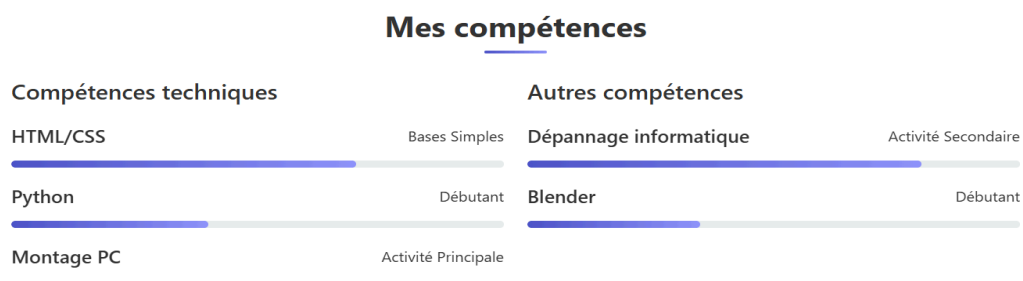 Mes compétences
Compétences techniques
HTML/CSS Bases Simples
Python Débutant
Montage PC Activité Principale
Autres compétences
Dépannage informatique Activité Secondaire
Blender Débutant